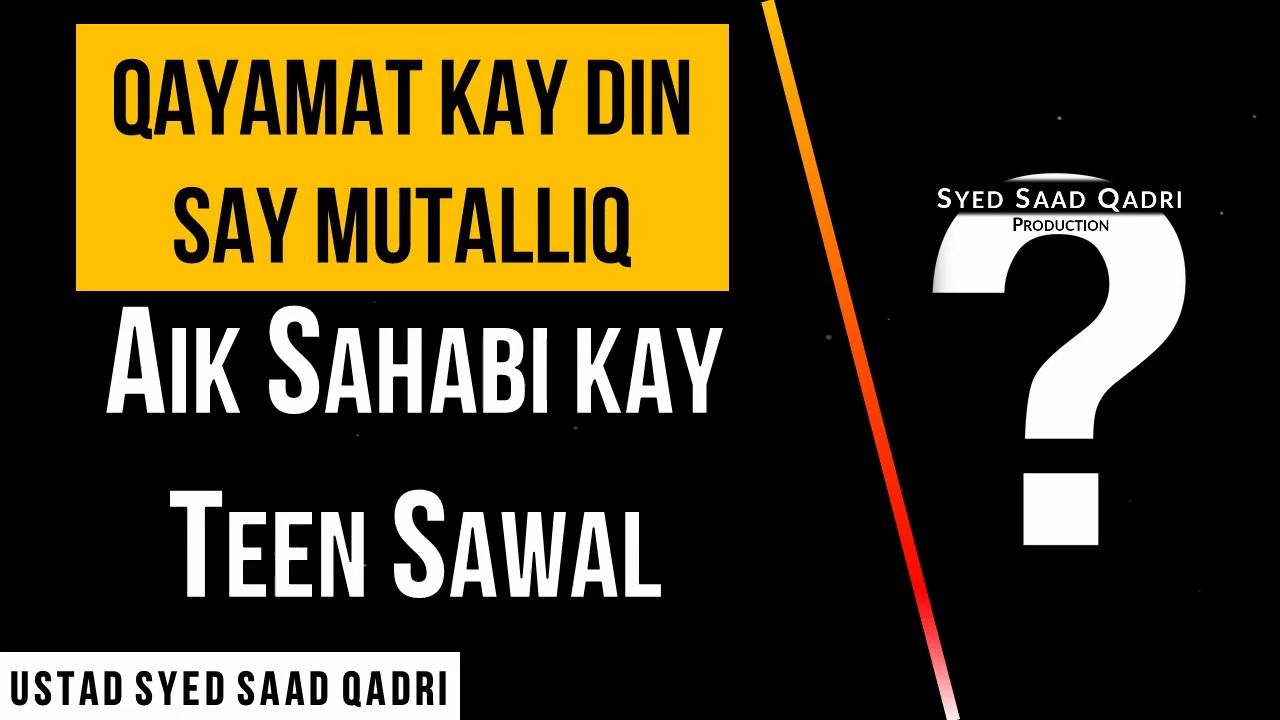 QAYAMAT KAY DIN
SAY MUTALLIQ
AIK SAHABI KAY
TEEN SAWAL
SYED SAAD QADRI
PRODUCTION
?
USTAD SYED SAAD QADRI